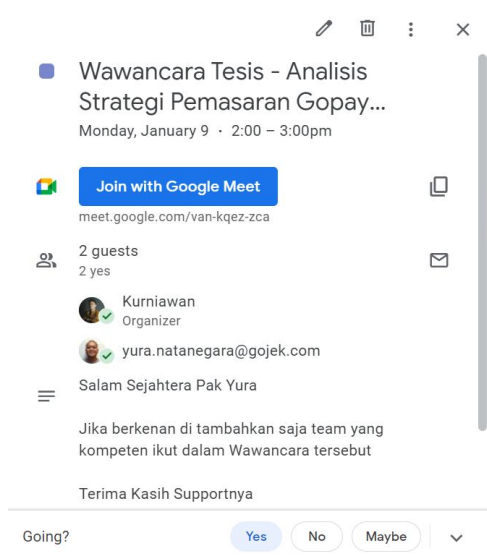 Wawancara Tesis - Analisis
Strategi Pemasaran Gopay...
Monday, January 9 · 2:00 – 3:00pm
Join with Google Meet
meet.google.com/van-kqez-zca
2 guests
2 yes
Kurniawan
Organizer
yura.natanegara@gojek.com
Salam Sejahtera Pak Yura
Jika berkenan di tambahkan saja team yang
kompeten ikut dalam Wawancara tersebut
Terima Kasih Supportnya
Going?
Yes
No
Maybe